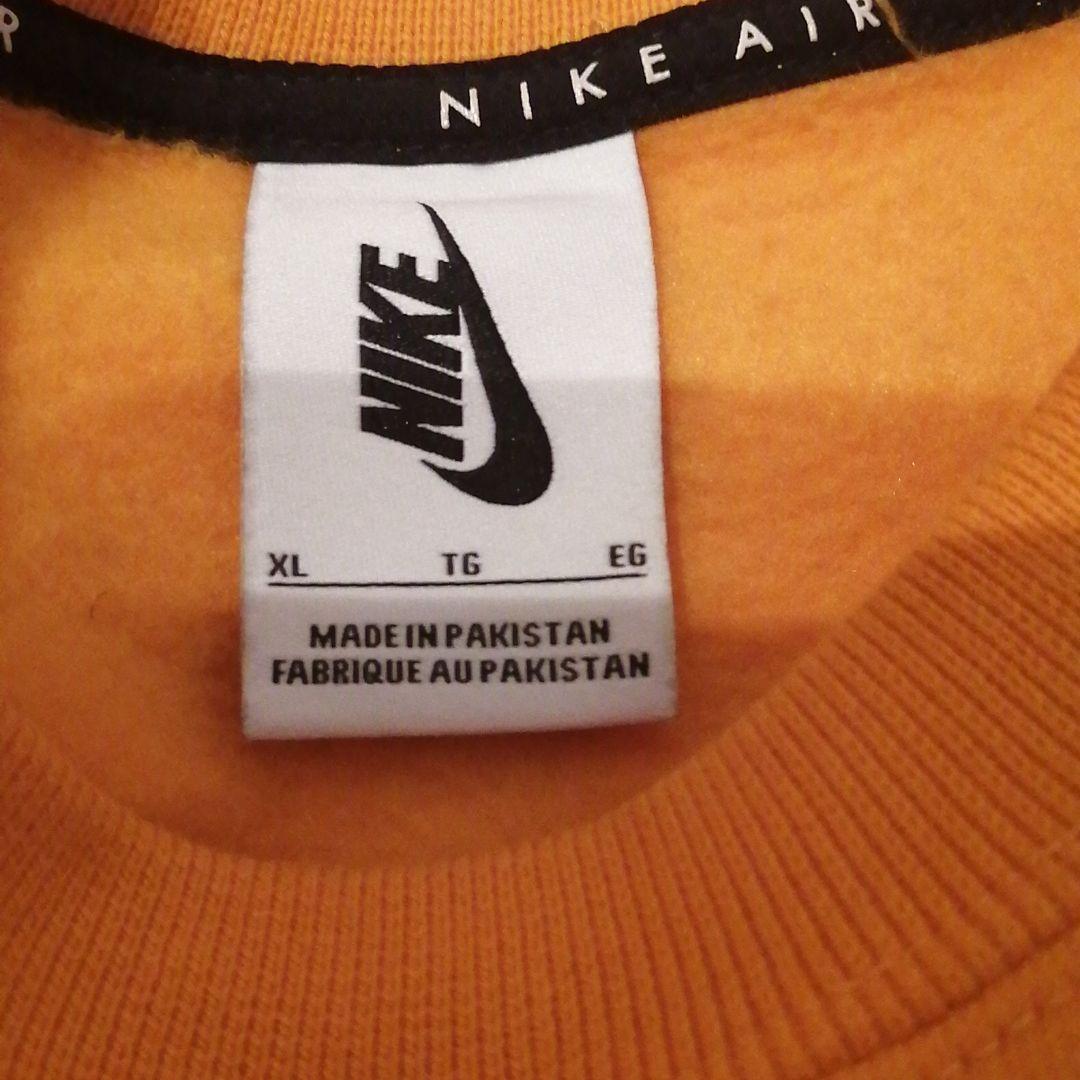 R
NIKE AIR
NIKE
XL TG EG
MADE IN PAKISTAN
FABRIQUE AU PAKISTAN